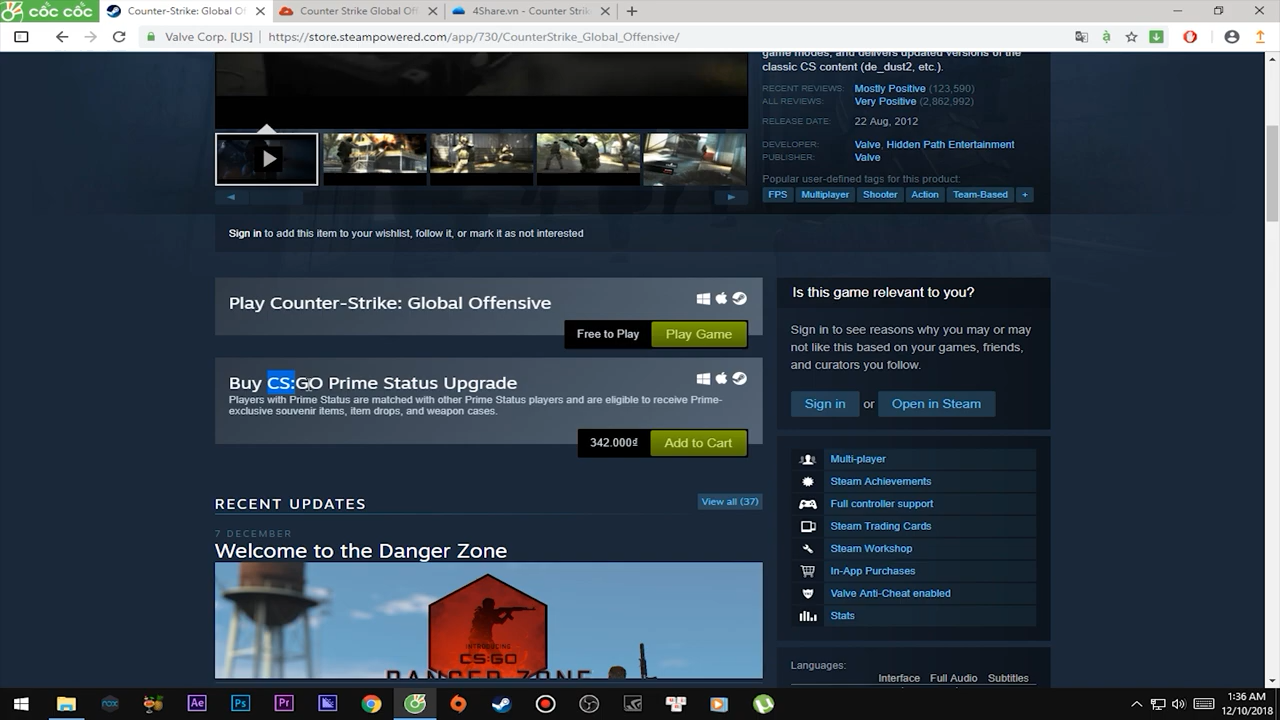 cốc cốc
Counter-Strike: Global Of
Counter Strike Global Of
4Share.vn - Counter Strik
Valve Corp. [US]
https://store.steampowered.com/app/730/CounterStrike_Global_Offensive/
game modes, and delivers updated versions of the
classic CS content (de_dust2, etc.).
RECENT REVIEWS: Mostly Positive (123,590)
ALL REVIEWS: Very Positive (2,862,992)
RELEASE DATE: 22 Aug, 2012
DEVELOPER: Valve, Hidden Path Entertainment
PUBLISHER: Valve
Popular user-defined tags for this product:
FPS Multiplayer Shooter Action Team-Based +
Sign in to add this item to your wishlist, follow it, or mark it as not interested
Play Counter-Strike: Global Offensive
Free to Play Play Game
Buy CS:GO Prime Status Upgrade
Players with Prime Status are matched with other Prime Status players and are eligible to receive Prime-
exclusive souvenir items, item drops, and weapon cases.
342.000₫ Add to Cart
RECENT UPDATES
View all (37)
7 DECEMBER
Welcome to the Danger Zone
INTRODUCING
CS:GO
DANGER ZONE
Is this game relevant to you?
Sign in to see reasons why you may or may
not like this based on your games, friends,
and curators you follow.
Sign in or Open in Steam
Multi-player
Steam Achievements
Full controller support
Steam Trading Cards
Steam Workshop
In-App Purchases
Valve Anti-Cheat enabled
Stats
Languages:
Interface Full Audio Subtitles
nox
Ae
Ps
Pr
1:36 AM
12/10/2018